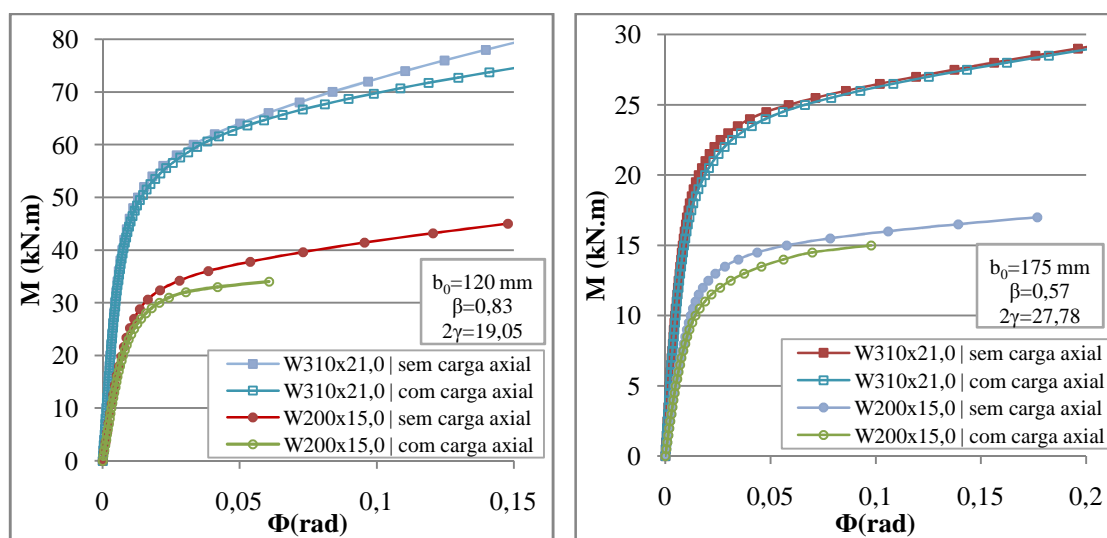 80
70
60
50
40
30
20
10
0
M (kN.m)
0
0,05
0,1
0,15
Φ(rad)
b₀=120 mm
β=0,83
2γ=19,05
W310x21,0 | sem carga axial
W310x21,0 | com carga axial
W200x15,0 | sem carga axial
W200x15,0 | com carga axial
30
25
20
15
10
5
0
M (kN.m)
0
0,05
0,1
0,15
0,2
Φ(rad)
b₀=175 mm
β=0,57
2γ=27,78
W310x21,0 | sem carga axial
W310x21,0 | com carga axial
W200x15,0 | sem carga axial
W200x15,0 | com carga axial